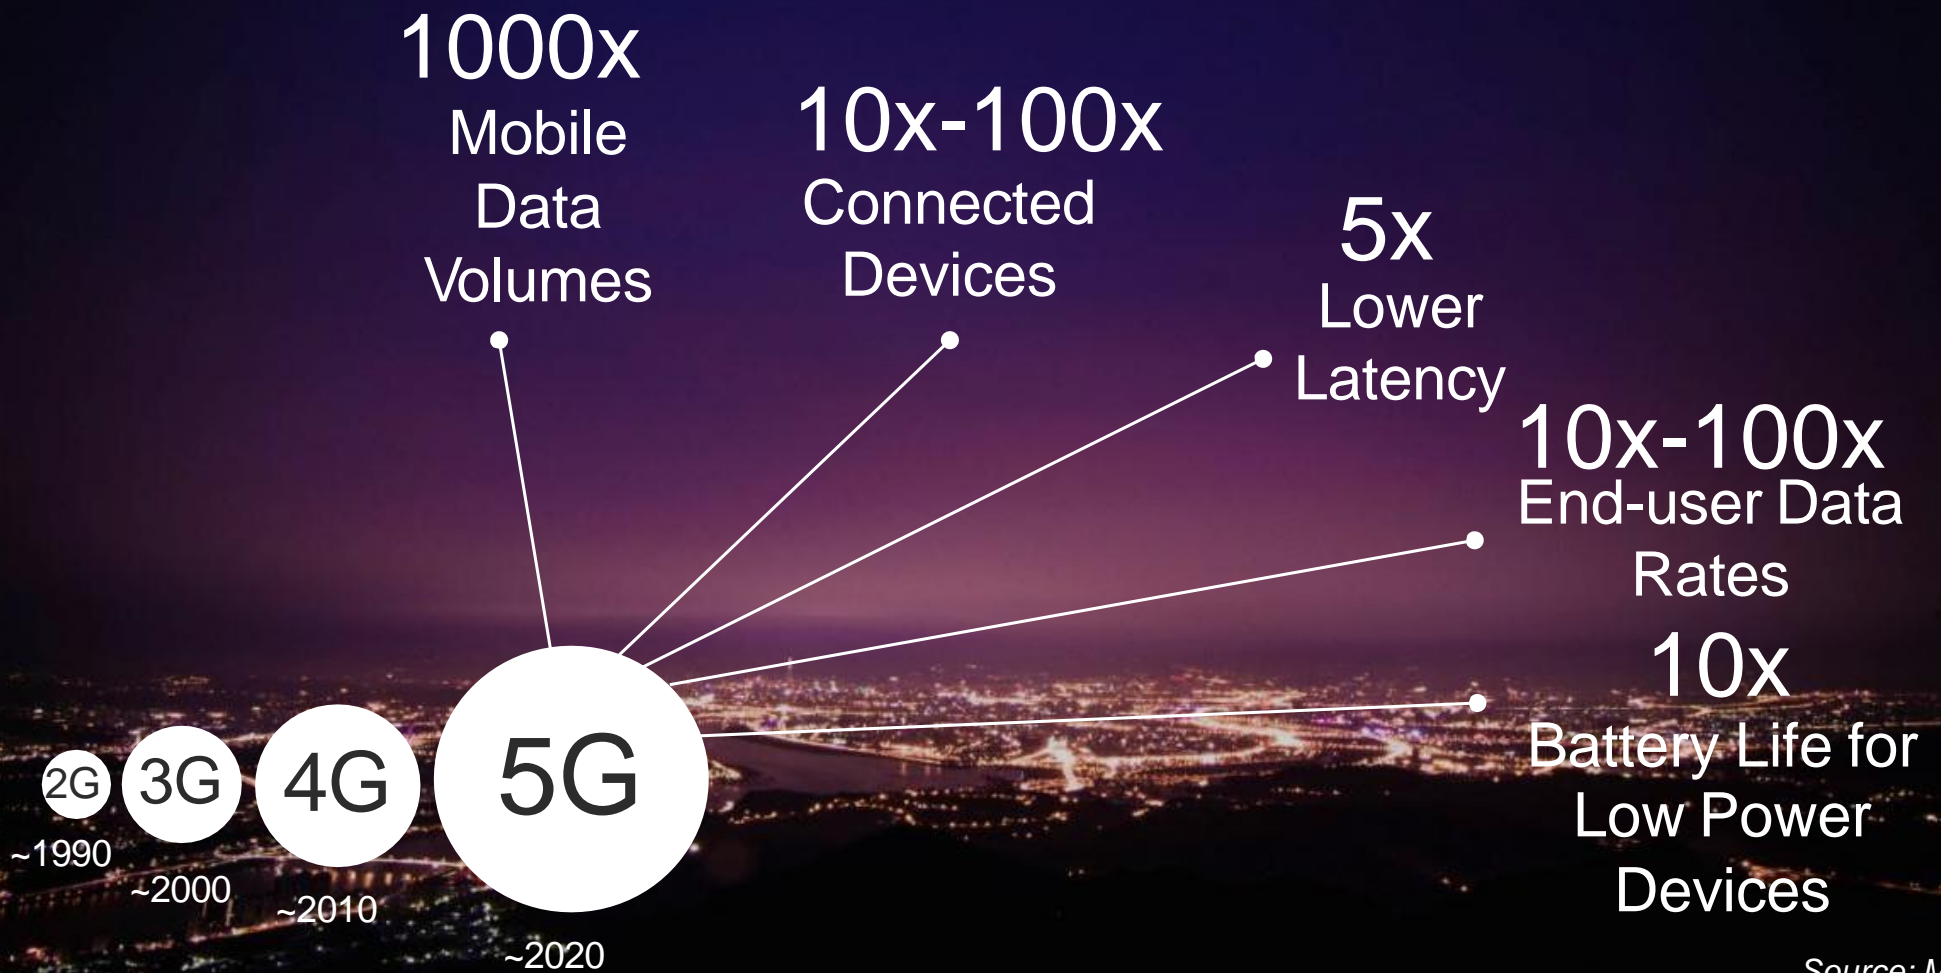 1000x
Mobile
Data
Volumes
10x-100x
Connected
Devices
5x
Lower
Latency
10x-100x
End-user Data
Rates
10x
Battery Life for
Low Power
Devices
2G
3G
4G
5G
~1990
~2000
~2010
~2020
Source: